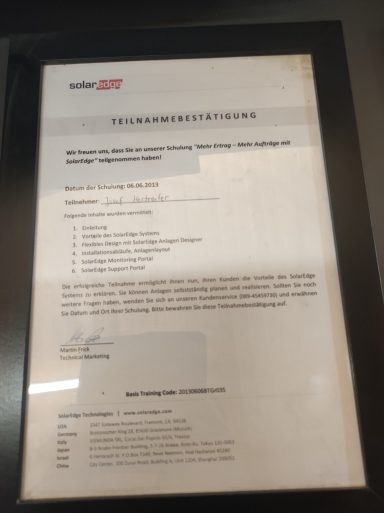 solaredge
TEILNAHMEBESTÄTIGUNG
Wir freuen uns, dass Sie an unserer Schulung "Mehr Ertrag – Mehr Aufträge mit
SolarEdge" teilgenommen haben!
Datum der Schulung: 06.06.2013
Teilnehmer: Josef
Folgende Inhalte wurden vermittelt:
1. Einleitung
2. Vorteile des SolarEdge Systems
3. Flexibles Design mit SolarEdge Anlagen Designer
4. Installationsabläufe, Anlagenlayout
5. SolarEdge Monitoring Portal
6. SolarEdge Support Portal
Die erfolgreiche Teilnahme ermöglicht Ihnen nun, Ihren Kunden die Vorteile des SolarEdge
Systems zu erklären. Sie können Anlagen selbstständig planen und realisieren. Sollten Sie noch
weitere Fragen haben, wenden Sie sich an unseren Kundenservice (089-45459730) und erwähnen
Sie Datum und Ort Ihrer Schulung. Bitte bewahren Sie diese Teilnahmebestätigung auf.
Martin Frick
Technical Marketing
Basis Training Code:
SolarEdge Technologies | www.solaredge.com
USA
Germany
Italy
Japan
Israel
China